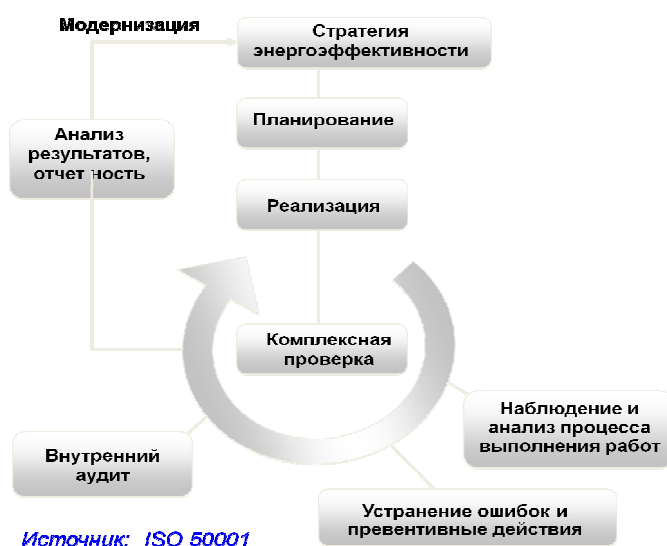 Модернизация
Стратегия
энергоэффективности
Планирование
Анализ
результатов,
отчет ность
Реализация
Комплексная
проверка
Наблюдение и
анализ процесса
выполнения работ
Внутренний
аудит
Устранение ошибок и
превентивные действия
Источник: ISO 50001